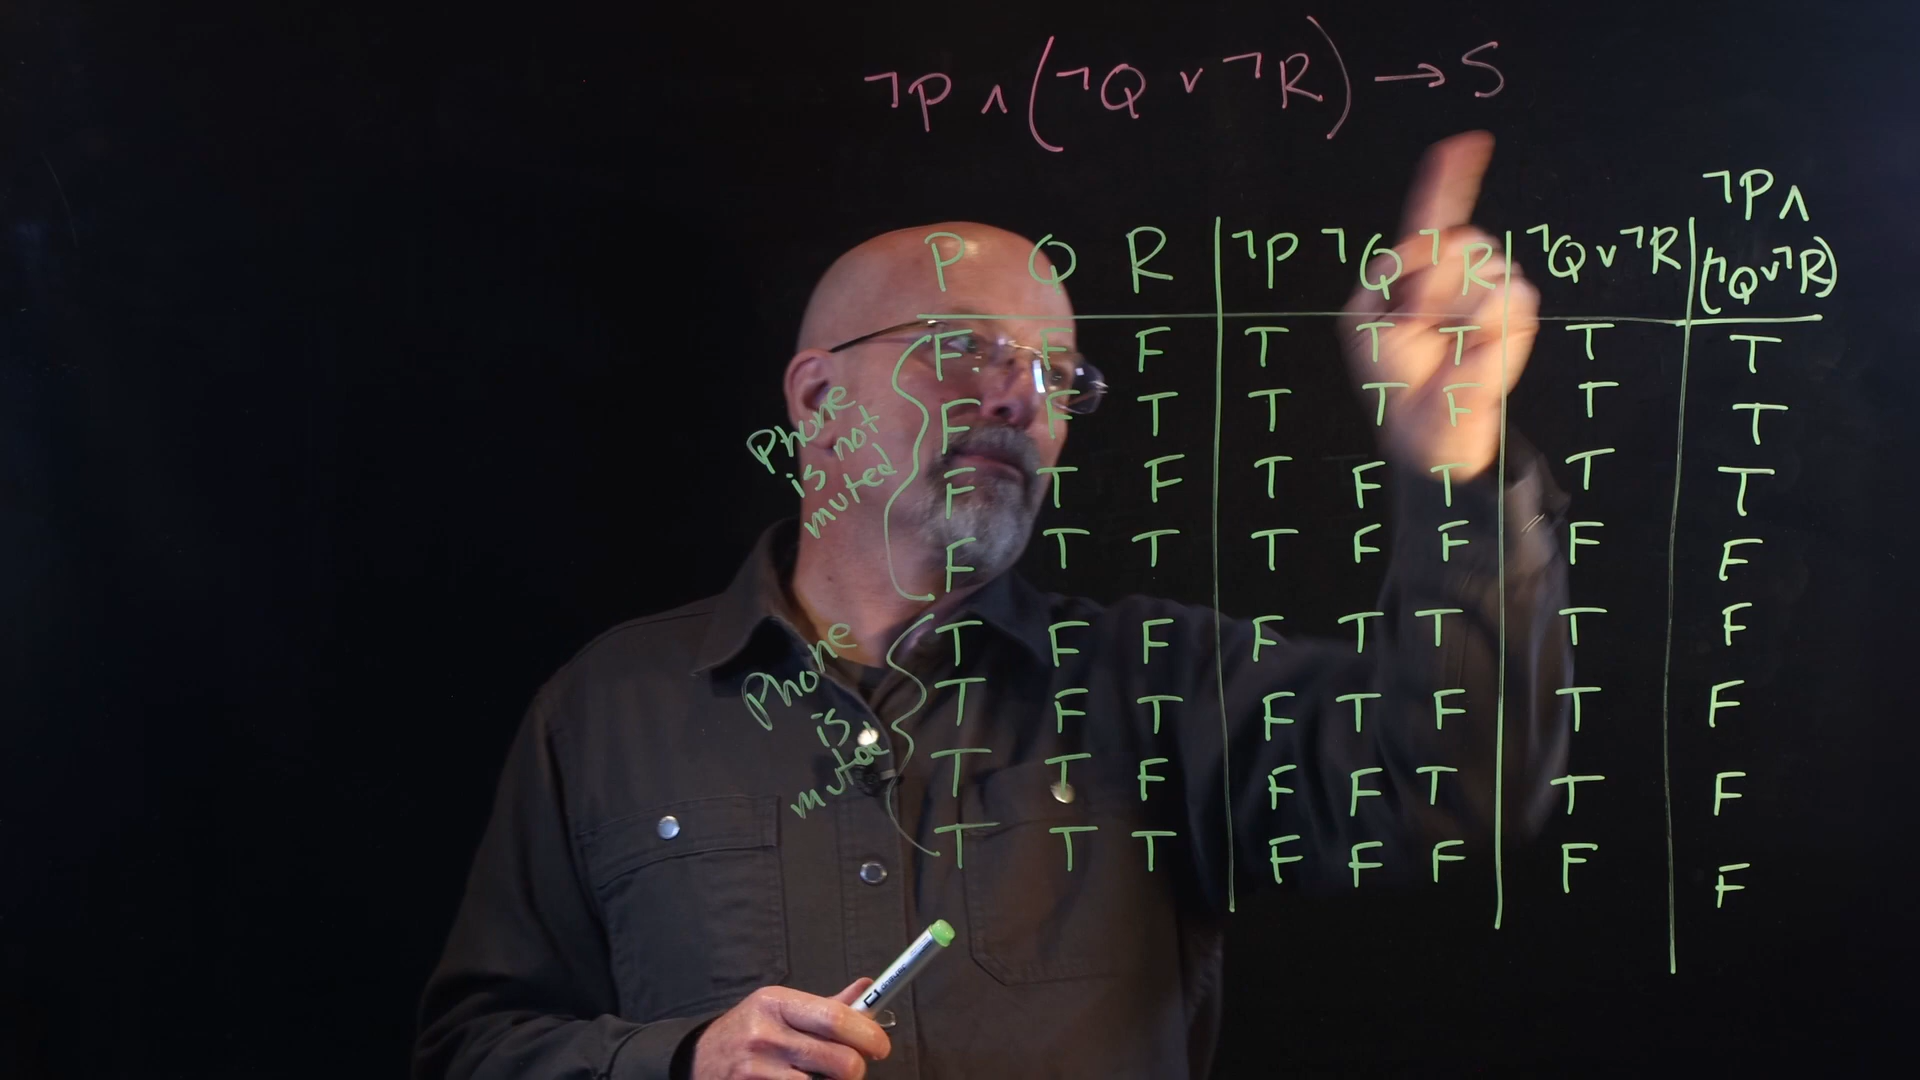 ¬P ∧ (¬Q ∨ ¬R) → S
¬P ∧
P Q R ¬P ¬Q ¬R ¬Q ∨ ¬R (¬Q ∨ ¬R)
F F F T T T T T
F F T T T F T T
F T F T F T T T
F T T T F F F F
T F F F T T T F
T F T F T F T F
T T F F F T T F
T T T F F F F F
Phone
is not
muted
Phone
is
muted